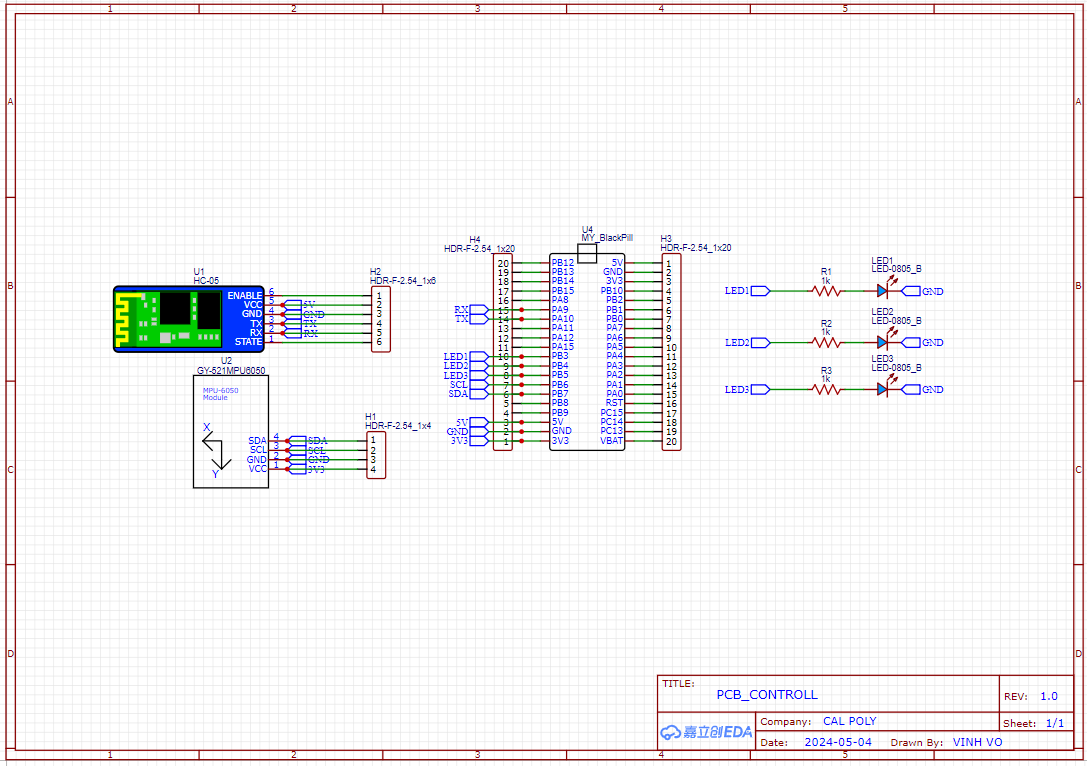 1 2 3 4 5
A A
B B
C C
D D
U1
HC-05
ENABLE 6
VCC 5 5V
GND 4 GND
TX 3 TX
RX 2 RX
STATE 1
H2
HDR-F-2.54_1x6
1
2
3
4
5
6
U2
GY-521MPU6050
MPU-6050
Module
X
Y
SDA 4 SDA
SCL 3 SCL
GND 2 GND
VCC 1 3V3
H1
HDR-F-2.54_1x4
1
2
3
4
H4
HDR-F-2.54_1x20
U4
MY_BlackPill
H3
HDR-F-2.54_1x20
20 PB12 5V 1
19 PB13 GND 2
18 PB14 3V3 3
17 PB15 PB10 4
16 PA8 PB2 5
RX 15 PA9 PB1 6
TX 14 PA10 PB0 7
13 PA11 PA7 8
12 PA12 PA6 9
11 PA15 PA5 10
LED1 10 PB3 PA4 11
LED2 9 PB4 PA3 12
LED3 8 PB5 PA2 13
SCL 7 PB6 PA1 14
SDA 6 PB7 PA0 15
5 PB8 RST 16
4 PB9 PC15 17
5V 3 5V PC14 18
GND 2 GND PC13 19
3V3 1 3V3 VBAT 20
R1
1k
LED1
LED-0805_B
LED1 GND
R2
1k
LED2
LED-0805_B
LED2 GND
R3
1k
LED3
LED-0805_B
LED3 GND
TITLE:
PCB_CONTROLL
REV: 1.0
嘉立创EDA
Company: CAL POLY
Sheet: 1/1
Date: 2024-05-04 Drawn By: VINH VO
1 2 3 4 5